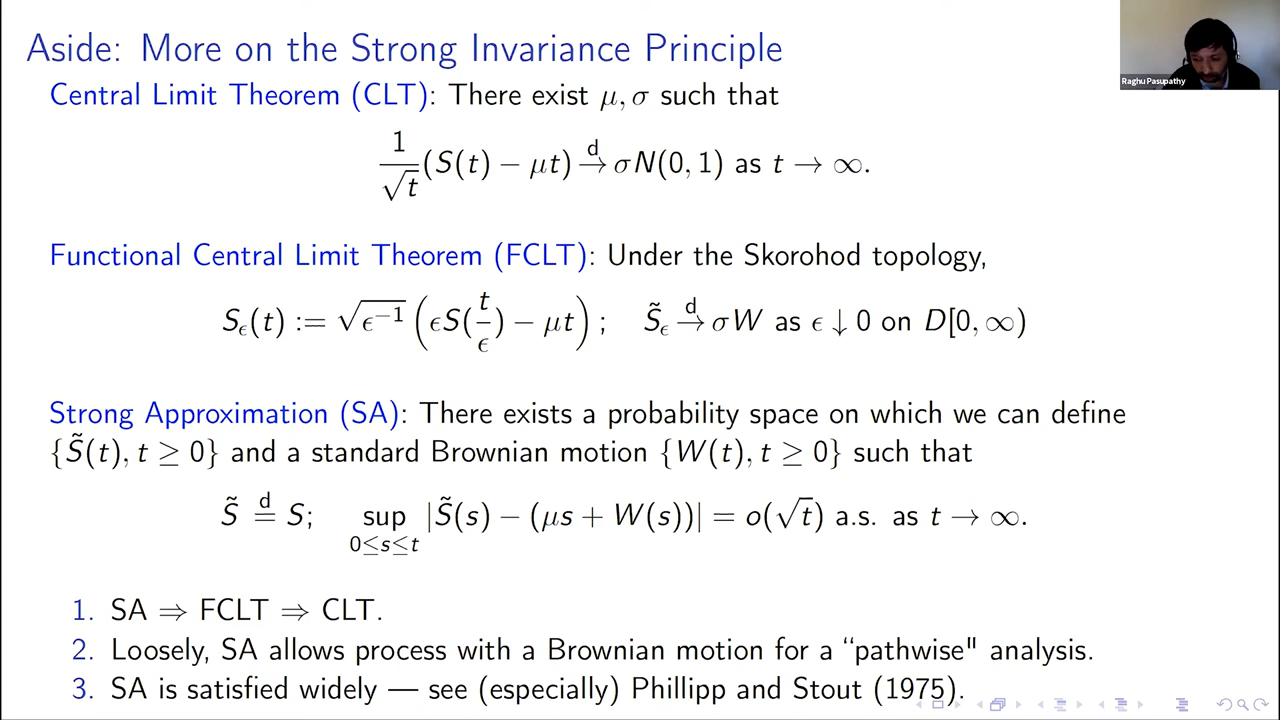 Aside: More on the Strong Invariance Principle
Raghu Pasupathy
Central Limit Theorem (CLT): There exist μ, σ such that
1/√t (S(t) − μt) →d σN(0, 1) as t → ∞.
Functional Central Limit Theorem (FCLT): Under the Skorohod topology,
S_ϵ(t) := √ϵ⁻¹ (ϵS(t/ϵ) − μt) ; S̃_ϵ →d σW as ϵ ↓ 0 on D[0, ∞)
Strong Approximation (SA): There exists a probability space on which we can define
{S̃(t), t ≥ 0} and a standard Brownian motion {W(t), t ≥ 0} such that
S̃ =d S; sup_{0≤s≤t} |S̃(s) − (μs + W(s))| = o(√t) a.s. as t → ∞.
1. SA ⇒ FCLT ⇒ CLT.
2. Loosely, SA allows process with a Brownian motion for a “pathwise" analysis.
3. SA is satisfied widely — see (especially) Phillipp and Stout (1975).